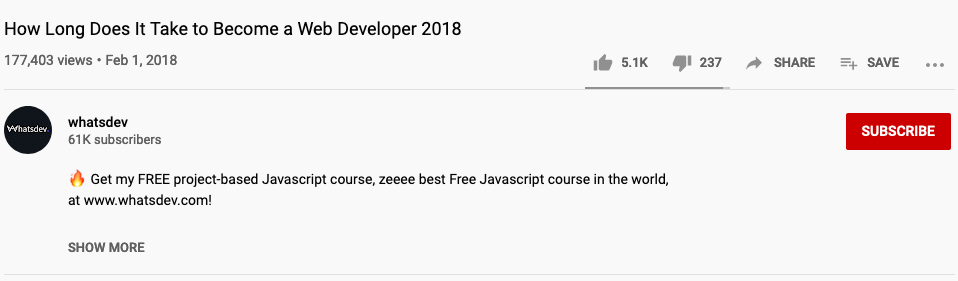 How Long Does It Take to Become a Web Developer 2018
177,403 views • Feb 1, 2018
5.1K 237 SHARE SAVE
Whatsdev.
whatsdev
61K subscribers
SUBSCRIBE
🔥 Get my FREE project-based Javascript course, zeeee best Free Javascript course in the world,
at www.whatsdev.com!
SHOW MORE